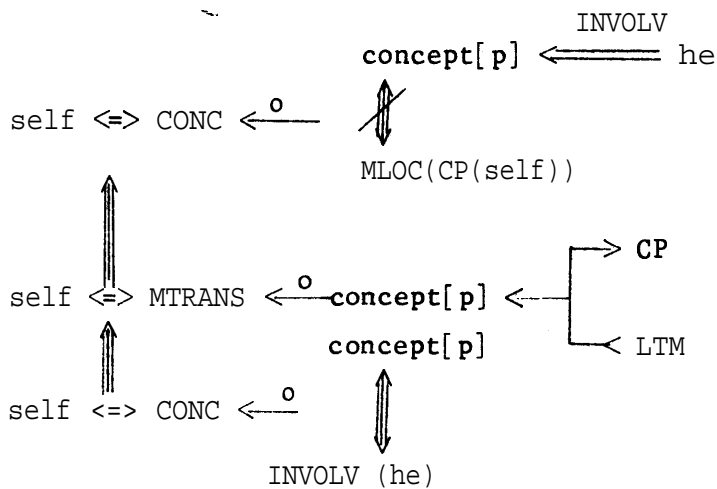 INVOLV
concept[p] he
self <=> CONC o
MLOC(CP(self))
CP
self <=> MTRANS o concept[p]
concept[p] LTM
self <=> CONC o
INVOLV (he)